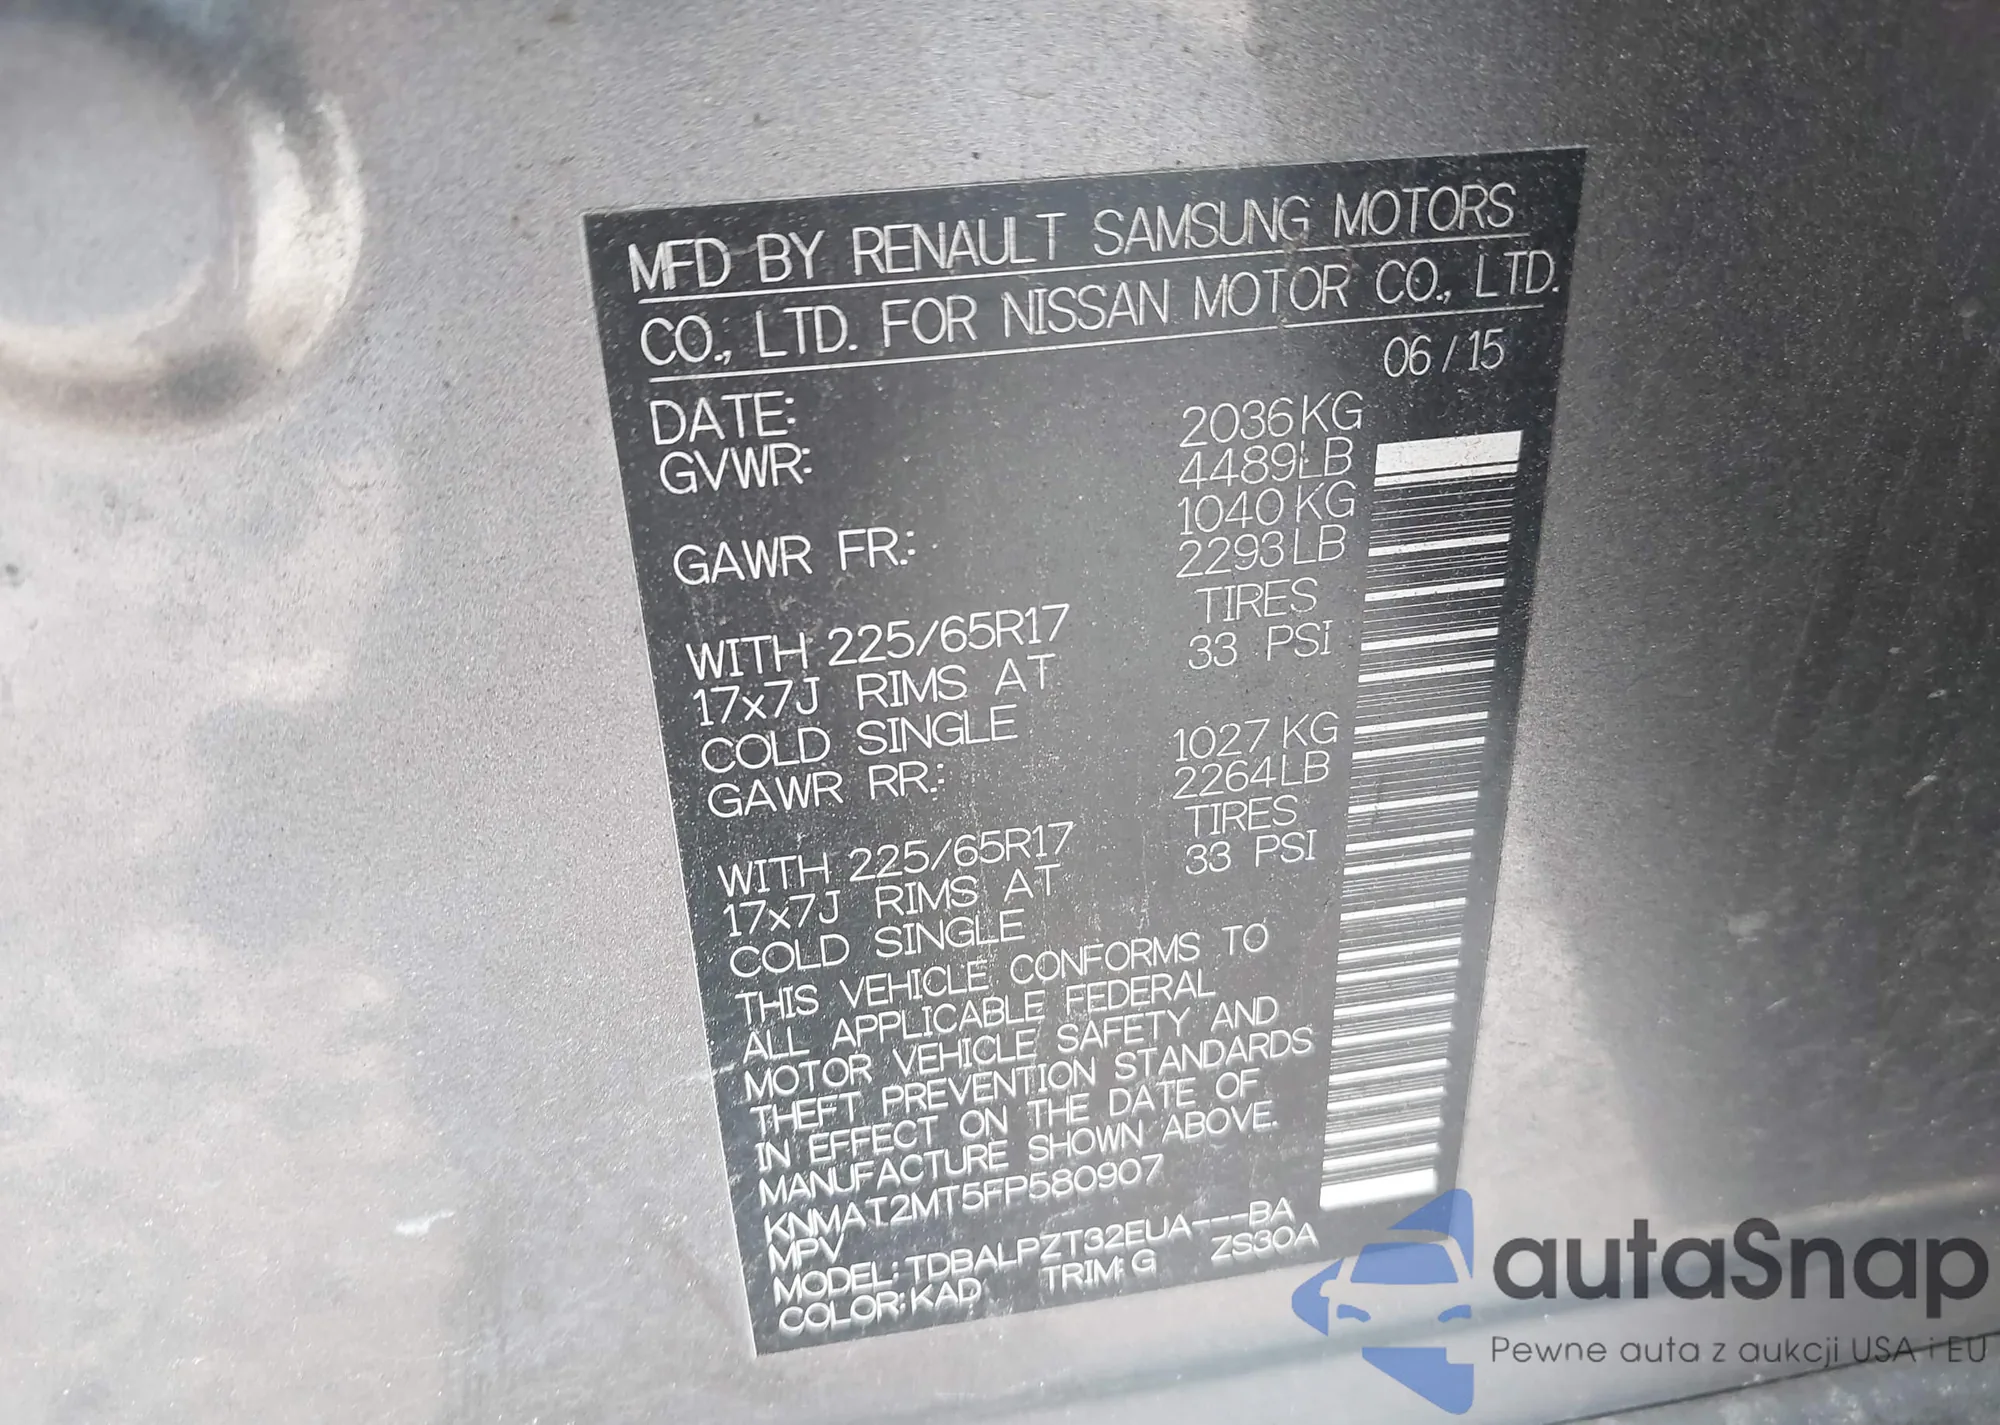 MFD BY RENAULT SAMSUNG MOTORS
CO., LTD. FOR NISSAN MOTOR CO., LTD.
DATE: 06 / 15
GVWR: 2036 KG
4489 LB
GAWR FR.: 1040 KG
2293 LB
WITH 225/65R17 TIRES
17x7J RIMS AT 33 PSI
COLD SINGLE
GAWR RR.: 1027 KG
2264 LB
WITH 225/65R17 TIRES
17x7J RIMS AT 33 PSI
COLD SINGLE
THIS VEHICLE CONFORMS TO
ALL APPLICABLE FEDERAL
MOTOR VEHICLE SAFETY AND
THEFT PREVENTION STANDARDS
IN EFFECT ON THE DATE OF
MANUFACTURE SHOWN ABOVE.
KNMAT2MT5FP580907
MPV
MODEL: TDBALPZT32EUA---BA
COLOR: KAD TRIM: G ZS30A
autaSnap
Pewne auta z aukcji USA i EU